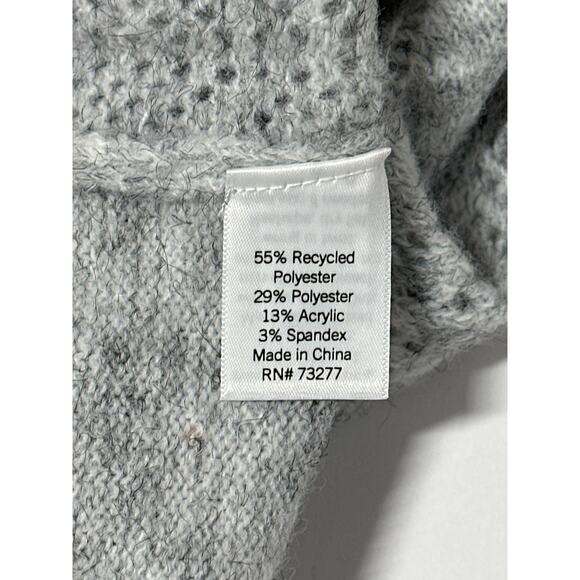 55% Recycled
Polyester
29% Polyester
13% Acrylic
3% Spandex
Made in China
RN# 73277